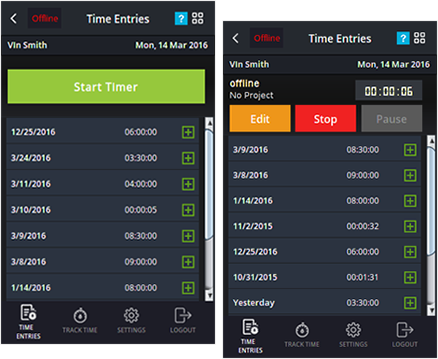 Offline Time Entries ?
VIn Smith Mon, 14 Mar 2016
Start Timer
12/25/2016 06:00:00
3/24/2016 03:30:00
3/11/2016 04:00:00
3/10/2016 00:00:05
3/9/2016 08:30:00
3/8/2016 09:00:00
1/14/2016 08:00:00
TIME
ENTRIES TRACK TIME SETTINGS LOGOUT
Offline Time Entries ?
VIn Smith Mon, 14 Mar 2016
offline
No Project 00:00:06
Edit Stop Pause
3/9/2016 08:30:00
3/8/2016 09:00:00
1/14/2016 08:00:00
11/2/2015 00:00:32
12/25/2016 06:00:00
10/31/2015 00:01:31
Yesterday 03:30:00
TIME
ENTRIES TRACK TIME SETTINGS LOGOUT